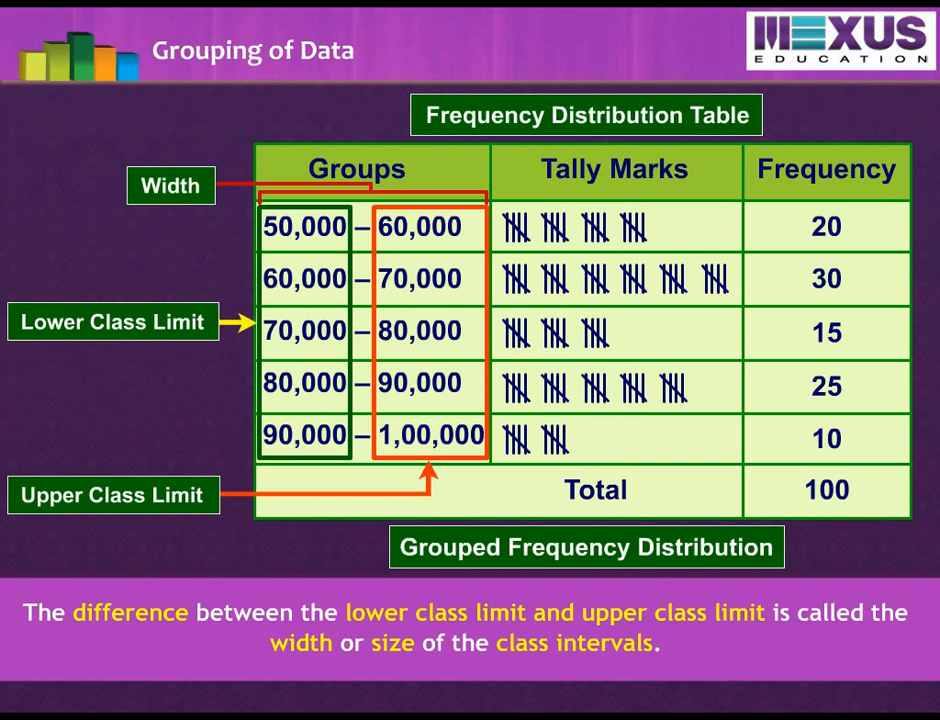 Grouping of Data
MEXUS
EDUCATION
Frequency Distribution Table
Groups Tally Marks Frequency
Width
50,000 – 60,000 20
60,000 – 70,000 30
Lower Class Limit
70,000 – 80,000 15
80,000 – 90,000 25
90,000 – 1,00,000 10
Upper Class Limit
Total 100
Grouped Frequency Distribution
The difference between the lower class limit and upper class limit is called the
width or size of the class intervals.